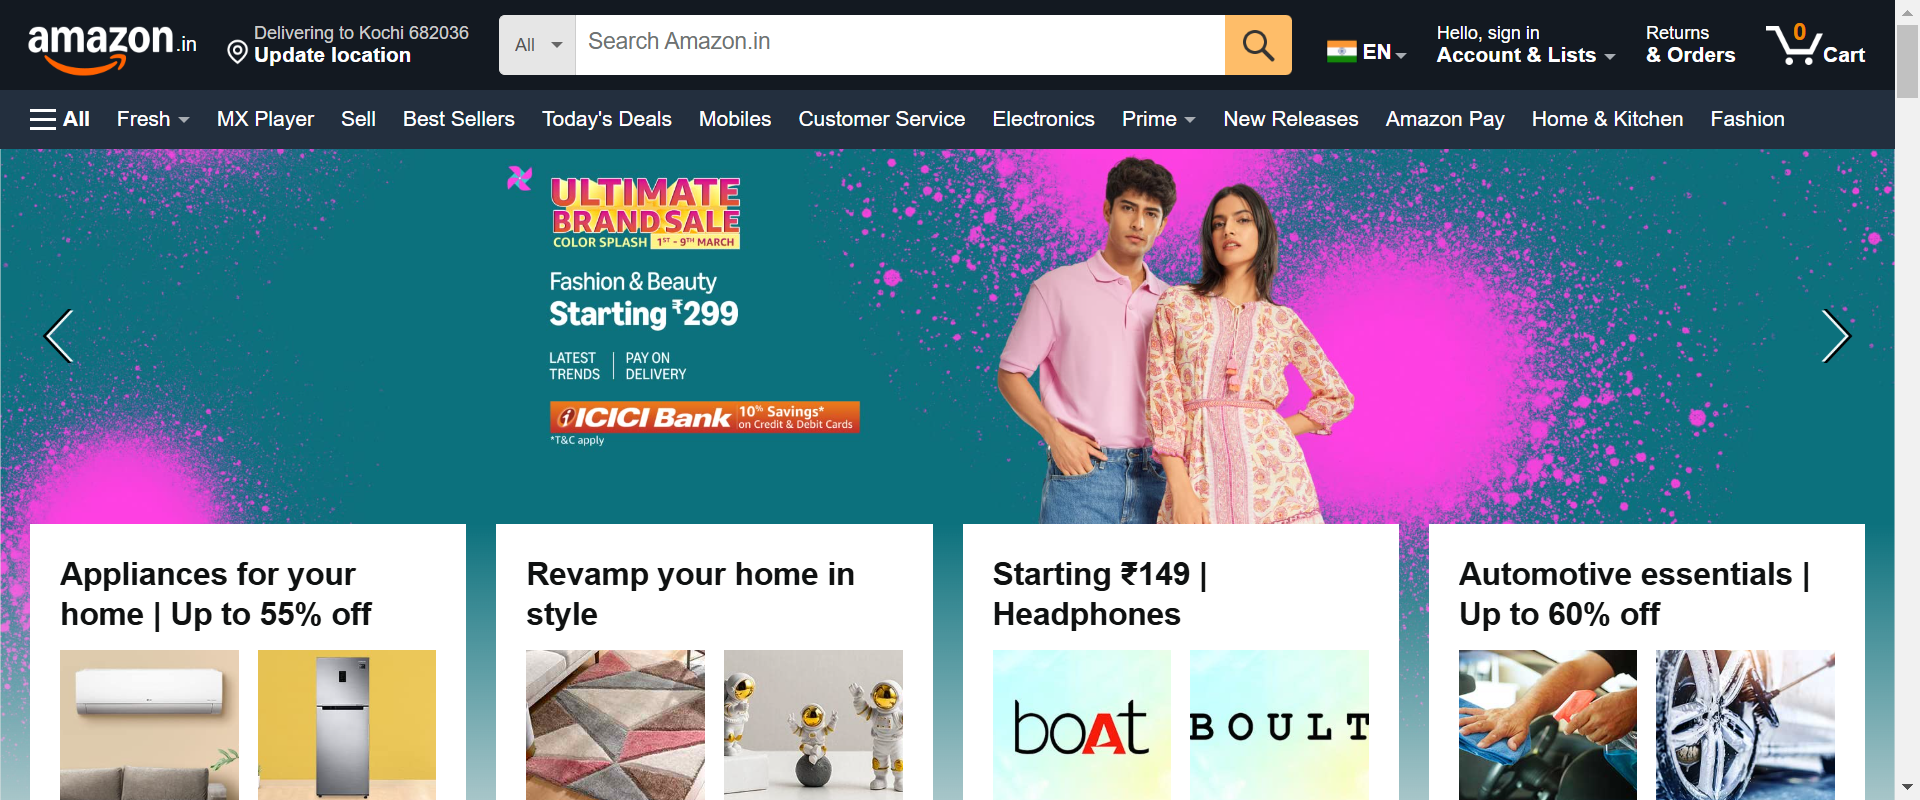 amazon.in
Delivering to Kochi 682036
Update location
All
Search Amazon.in
EN
Hello, sign in
Account & Lists
Returns
& Orders
0
Cart
All
Fresh
MX Player
Sell
Best Sellers
Today's Deals
Mobiles
Customer Service
Electronics
Prime
New Releases
Amazon Pay
Home & Kitchen
Fashion
ULTIMATE
BRAND SALE
COLOR SPLASH 1ST - 9TH MARCH
Fashion & Beauty
Starting ₹299
LATEST
TRENDS
PAY ON
DELIVERY
ICICI Bank
10% Savings*
on Credit & Debit Cards
*T&C apply
Appliances for your
home | Up to 55% off
Revamp your home in
style
Starting ₹149 |
Headphones
Automotive essentials |
Up to 60% off
boAt
BOULT